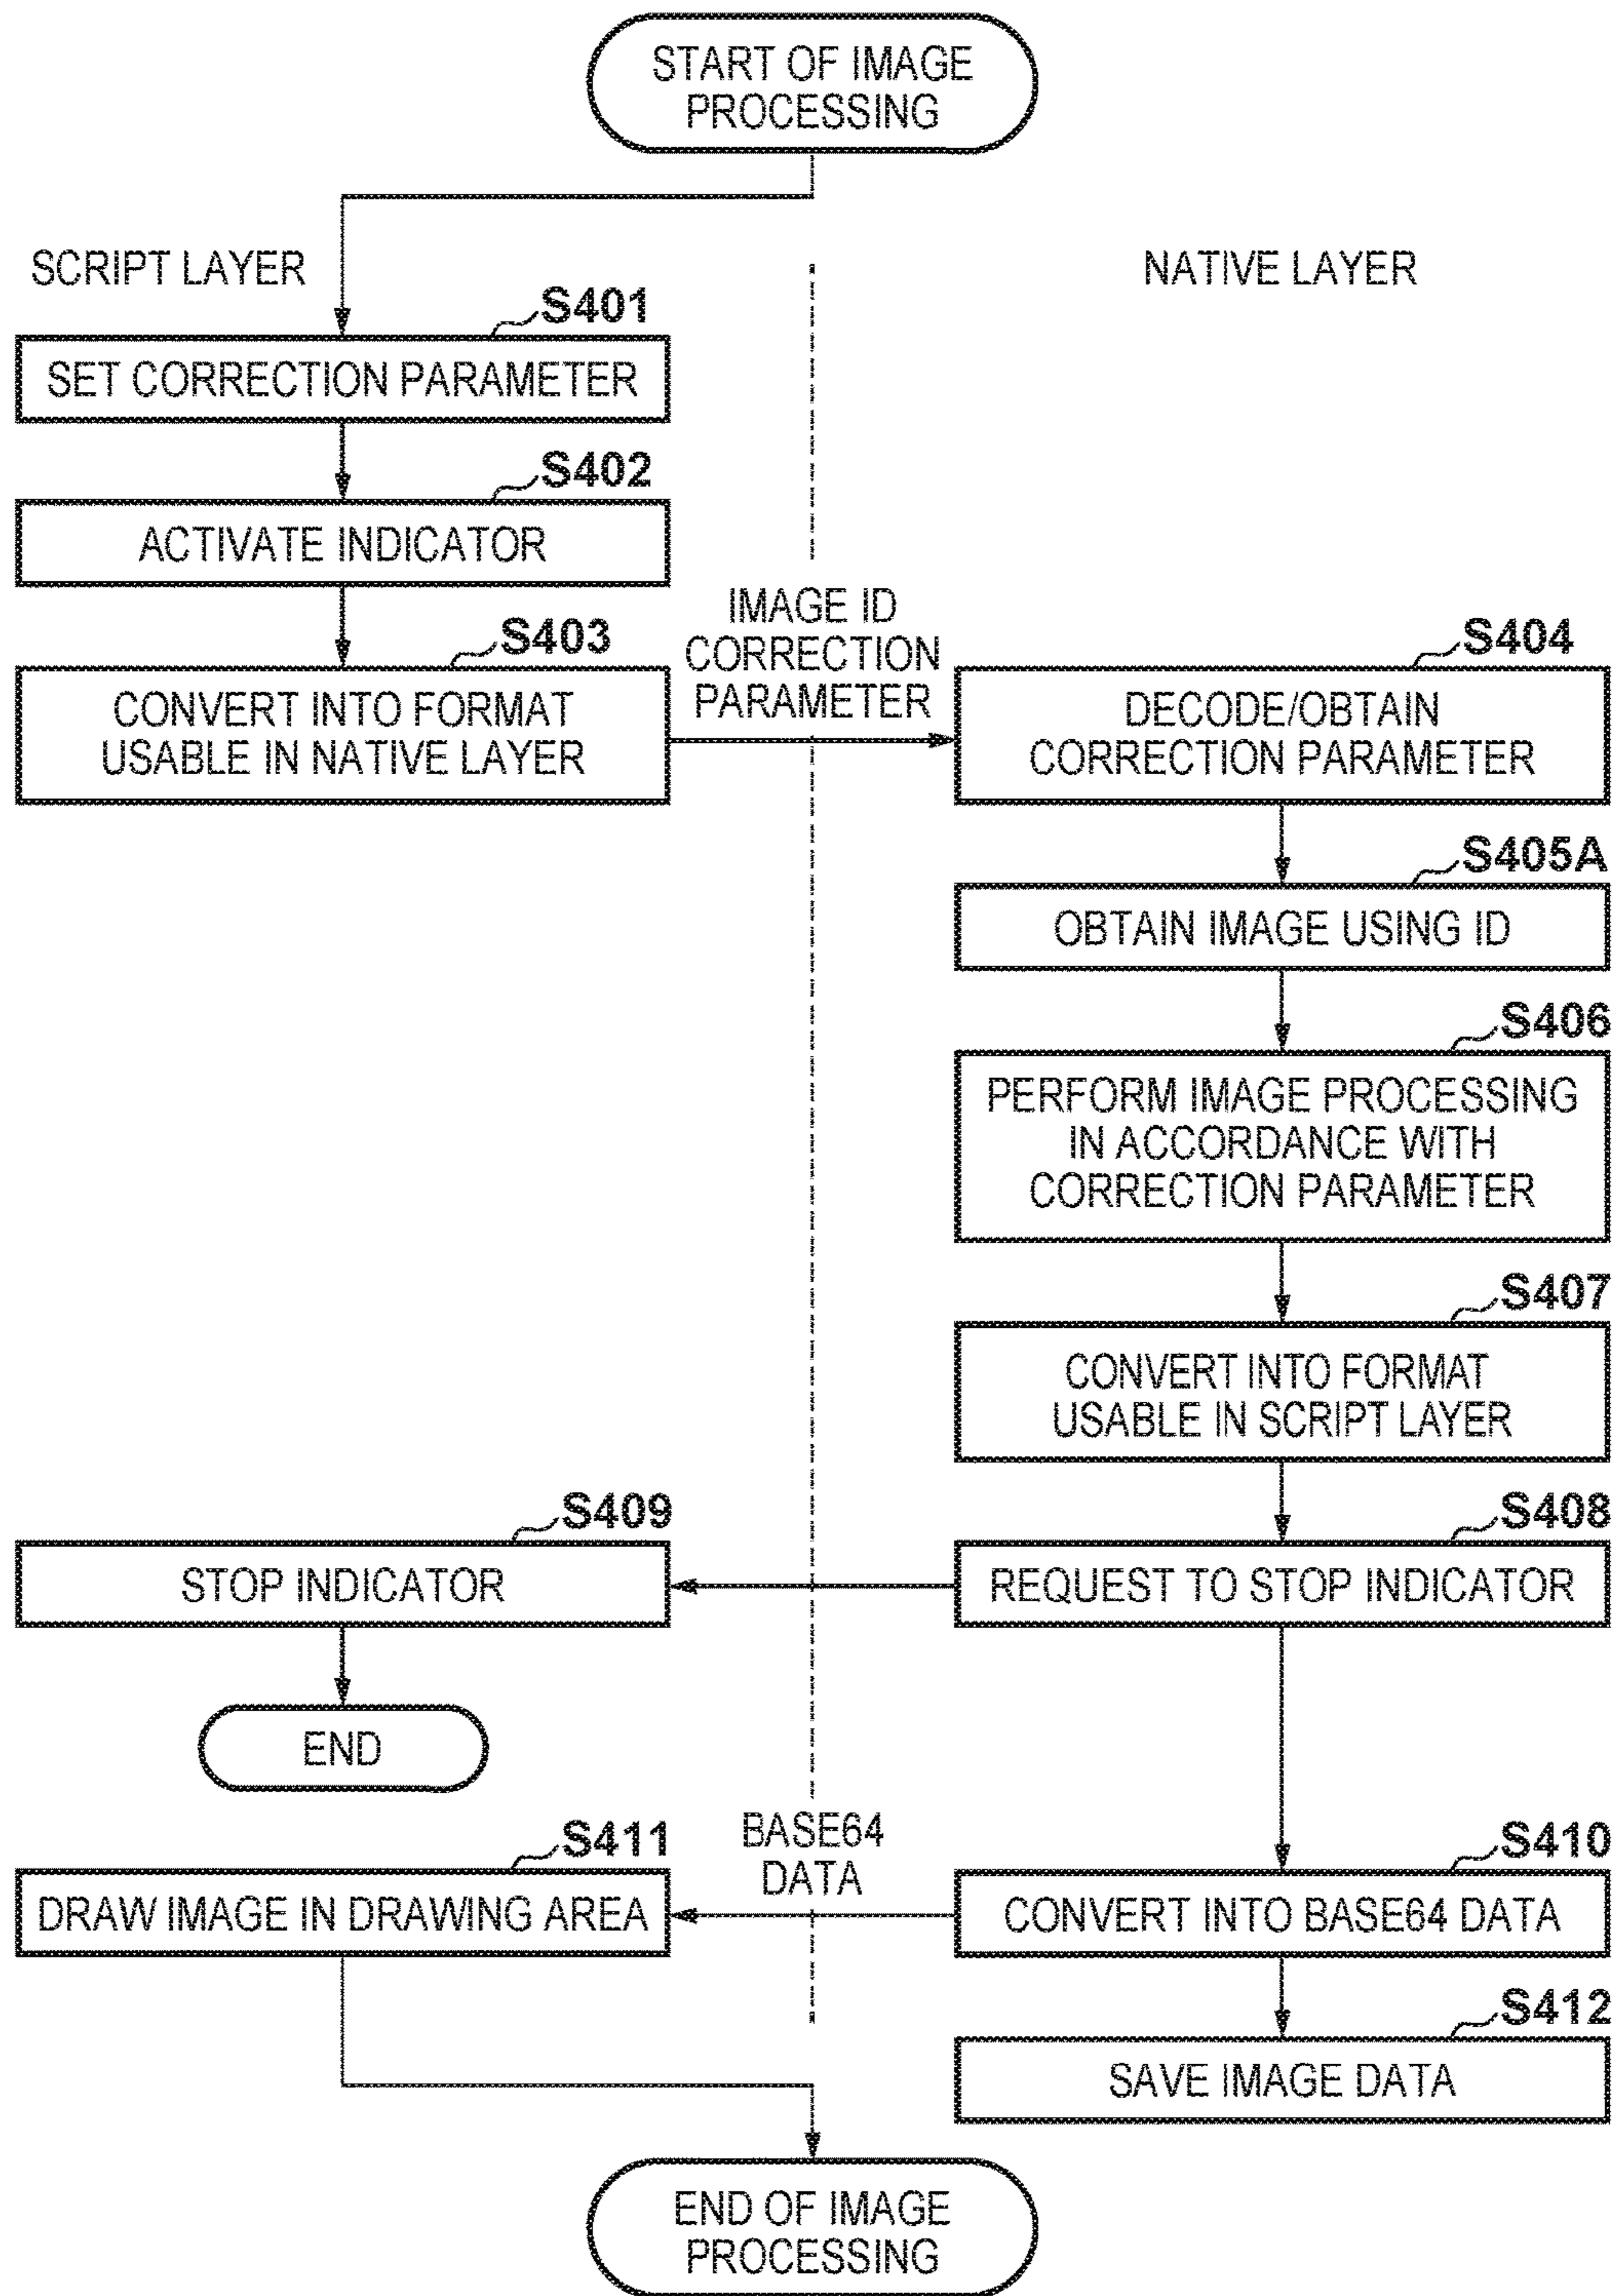 START OF IMAGE
PROCESSING
SCRIPT LAYER
NATIVE LAYER
S401
SET CORRECTION PARAMETER
S402
ACTIVATE INDICATOR
S403
CONVERT INTO FORMAT
USABLE IN NATIVE LAYER
IMAGE ID
CORRECTION
PARAMETER
S404
DECODE/OBTAIN
CORRECTION PARAMETER
S405A
OBTAIN IMAGE USING ID
S406
PERFORM IMAGE PROCESSING
IN ACCORDANCE WITH
CORRECTION PARAMETER
S407
CONVERT INTO FORMAT
USABLE IN SCRIPT LAYER
S408
REQUEST TO STOP INDICATOR
S409
STOP INDICATOR
END
S410
CONVERT INTO BASE64 DATA
BASE64
DATA
S411
DRAW IMAGE IN DRAWING AREA
S412
SAVE IMAGE DATA
END OF IMAGE
PROCESSING